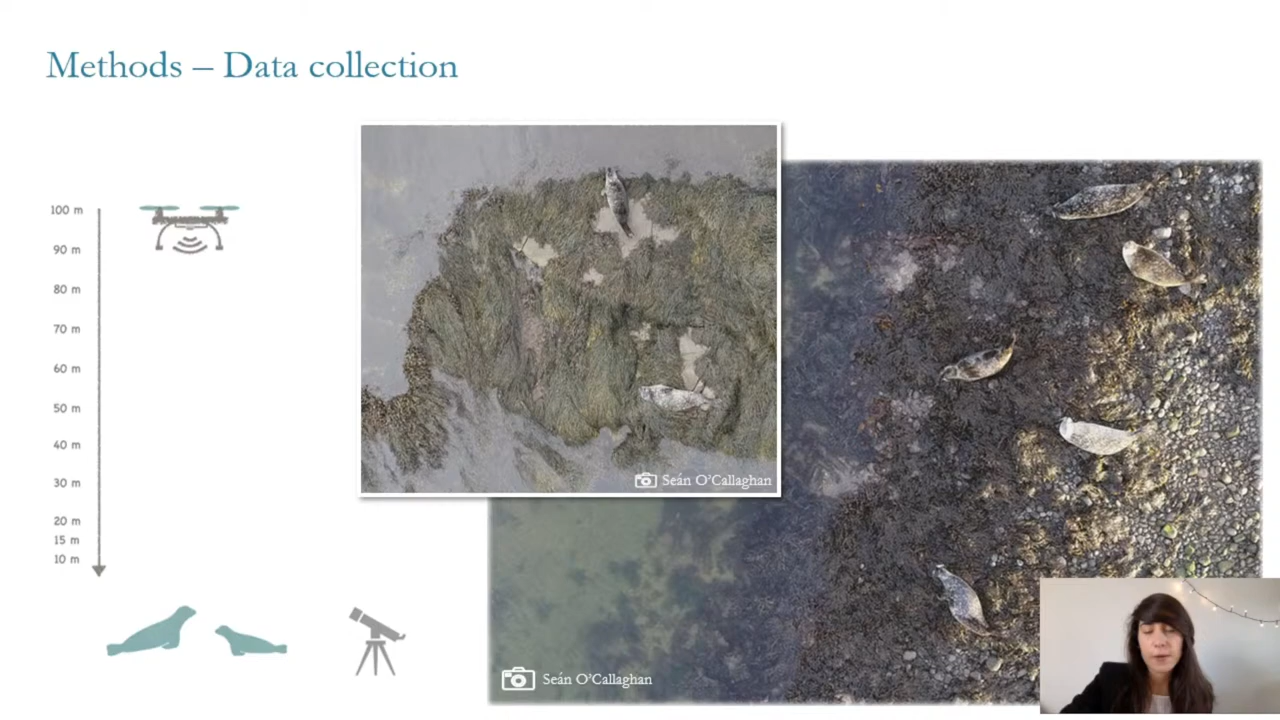 Methods – Data collection
100 m
90 m
80 m
70 m
60 m
50 m
40 m
30 m
20 m
15 m
10 m
Seán O'Callaghan
Seán O'Callaghan